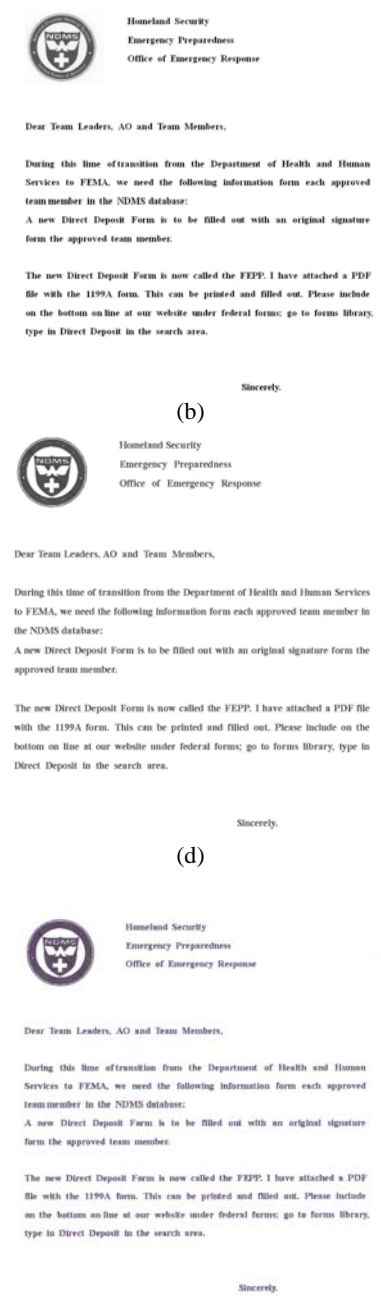 NDMS
Homeland Security
Emergency Preparedness
Office of Emergency Response
Dear Team Leaders, AO and Team Members,
During this lime of transition from the Department of Health and Human
Services to FEMA, we need the following information form each approved
team member in the NDMS database:
A new Direct Deposit Form is to be filled out with an original signature
form the approved team member.
The new Direct Deposit Form is now called the FEPP. I have attached a PDF
file with the 1199A form. This can be printed and filled out. Please include
on the bottom on line at our website under federal forms; go to forms library,
type in Direct Deposit in the search area.
Sincerely.
(b)
NDMS
Homeland Security
Emergency Preparedness
Office of Emergency Response
Dear Team Leaders, AO and Team Members,
During this time of transition from the Department of Health and Human Services
to FEMA, we need the following information form each approved team member in
the NDMS database:
A new Direct Deposit Form is to be filled out with an original signature form the
approved team member.
The new Direct Deposit Form is now called the FEPP. I have attached a PDF file
with the 1199A form. This can be printed and filled out. Please include on the
bottom on line at our website under federal forms; go to forms library, type in
Direct Deposit in the search area.
Sincerely.
(d)
NDMS
Homeland Security
Emergency Preparedness
Office of Emergency Response
Dear Team Leaders, AO and Team Members,
During this lime of transition from the Department of Health and Human
Services to FEMA, we need the following information form each approved
team member in the NDMS database:
A new Direct Deposit Form is to be filled out with an original signature
form the approved team member.
The new Direct Deposit Form is now called the FEPP. I have attached a PDF
file with the 1199A form. This can be printed and filled out. Please include
on the bottom on line at our website under federal forms; go to forms library,
type in Direct Deposit in the search area.
Sincerely.